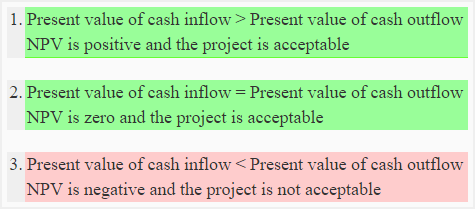 1. Present value of cash inflow > Present value of cash outflow
NPV is positive and the project is acceptable
2. Present value of cash inflow = Present value of cash outflow
NPV is zero and the project is acceptable
3. Present value of cash inflow < Present value of cash outflow
NPV is negative and the project is not acceptable